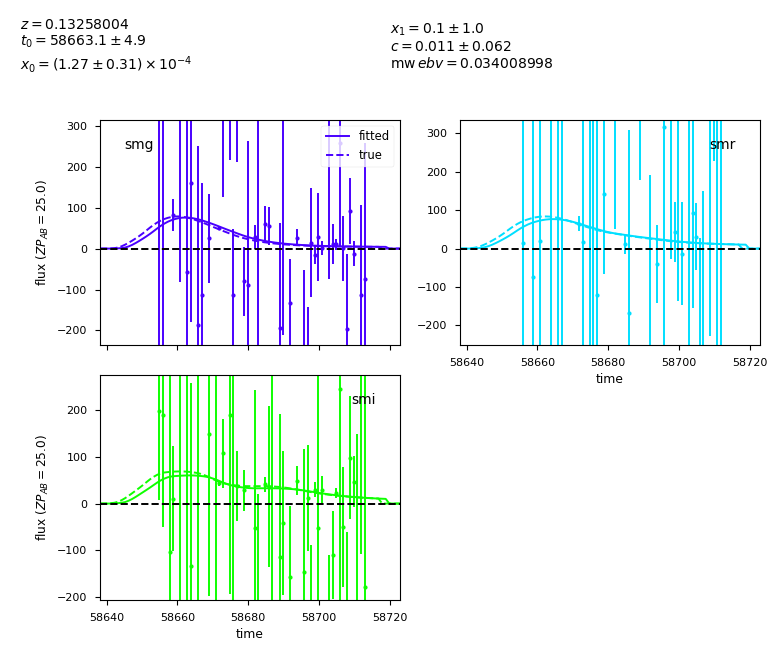 z = 0.13258004
t₀ = 58663.1 ± 4.9
x₀ = (1.27 ± 0.31) × 10⁻⁴
x₁ = 0.1 ± 1.0
c = 0.011 ± 0.062
mw ebv = 0.034008998
smg
fitted
true
300
200
100
0
−100
−200
flux (ZP_AB = 25.0)
smr
300
200
100
0
−100
−200
58640 58660 58680 58700 58720
time
smi
200
100
0
−100
−200
flux (ZP_AB = 25.0)
58640 58660 58680 58700 58720
time